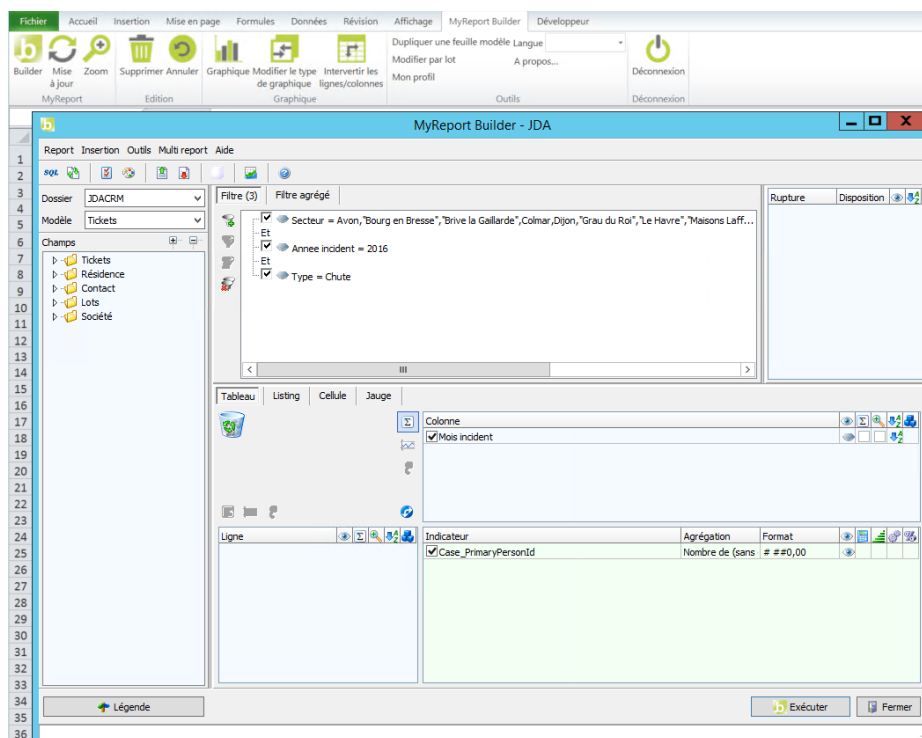 Fichier Accueil Insertion Mise en page Formules Données Révision Affichage MyReport Builder Développeur
Builder Mise à jour Zoom Supprimer Annuler Graphique Modifier le type de graphique Intervertir les lignes/colonnes
Dupliquer une feuille modèle Langue
Modifier par lot A propos...
Mon profil
Déconnexion
MyReport Edition Graphique Outils Déconnexion
MyReport Builder - JDA
Report Insertion Outils Multi report Aide
SQL
Dossier JDACRM
Modèle Tickets
Champs
Tickets
Résidence
Contact
Lots
Société
Filtre (3) Filtre agrégé
Secteur = Avon,"Bourg en Bresse","Brive la Gaillarde",Colmar,Dijon,"Grau du Roi","Le Havre","Maisons Laff...
Et
Annee incident = 2016
Et
Type = Chute
Rupture Disposition
Tableau Listing Cellule Jauge
Colonne
Mois incident
Ligne
Indicateur Agrégation Format
Case_PrimaryPersonId Nombre de (sans # ##0,00
Légende
Exécuter Fermer
1
2
3
4
5
6
7
8
9
10
11
12
13
14
15
16
17
18
19
20
21
22
23
24
25
26
27
28
29
30
31
32
33
34
35
36